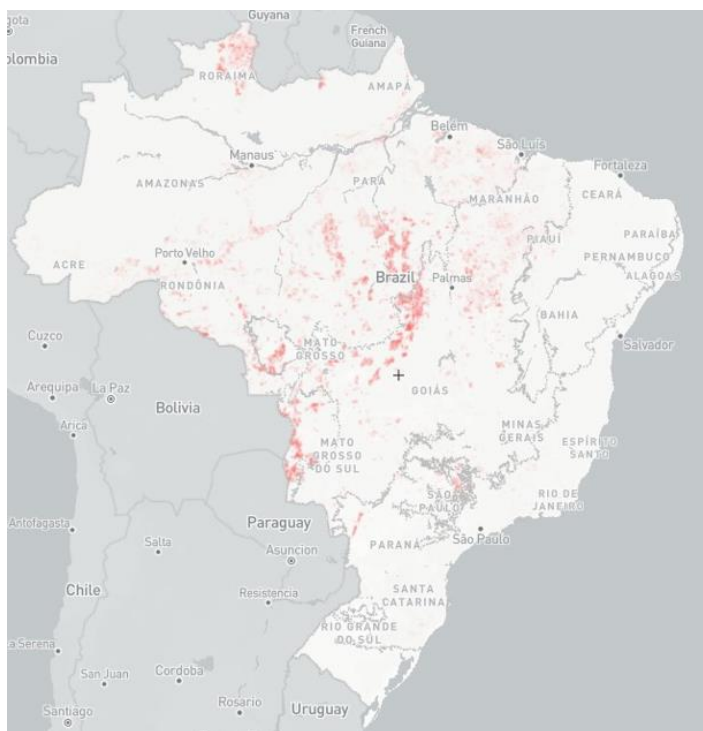 Guyana
gota
French
Guiana
olombia
RORAIMA
AMAPÁ
Belém
São Luís
Manaus
Fortaleza
AMAZONAS
PARÁ
MARANHÃO
CEARÁ
PARAÍBA
PIAUÍ
PERNAMBUCO
ACRE
Porto Velho
Brazil
Palmas
ALAGOAS
RONDÔNIA
BAHIA
Cuzco
MATO
GROSSO
Salvador
Arequipa
La Paz
GOIÁS
Bolivia
Arica
MINAS
GERAIS
ESPÍRITO
SANTO
MATO
GROSSO
DO SUL
SÃO
PAULO
RIO DE
JANEIRO
Antofagasta
Paraguay
São Paulo
PARANÁ
Salta
Asuncion
Chile
Resistencia
SANTA
CATARINA
RIO GRANDE
DO SUL
a Serena
San Juan
Cordoba
Rosario
Uruguay
Santiago